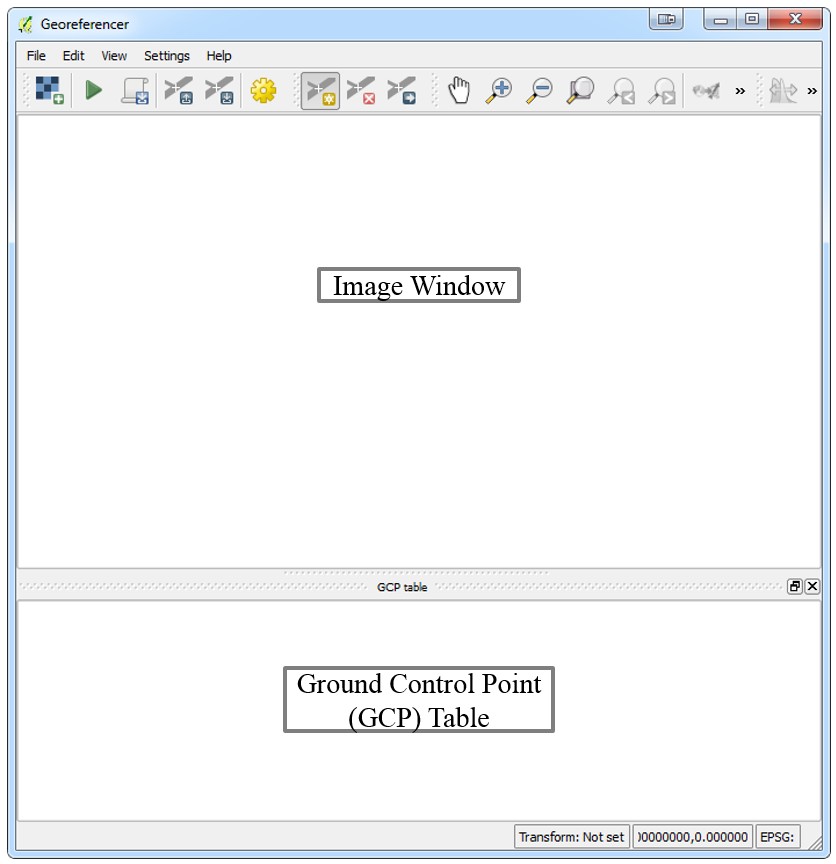 Georeferencer
File Edit View Settings Help
» »
Image Window
GCP table
Ground Control Point
(GCP) Table
Transform: Not set 0000000,0.000000 EPSG: